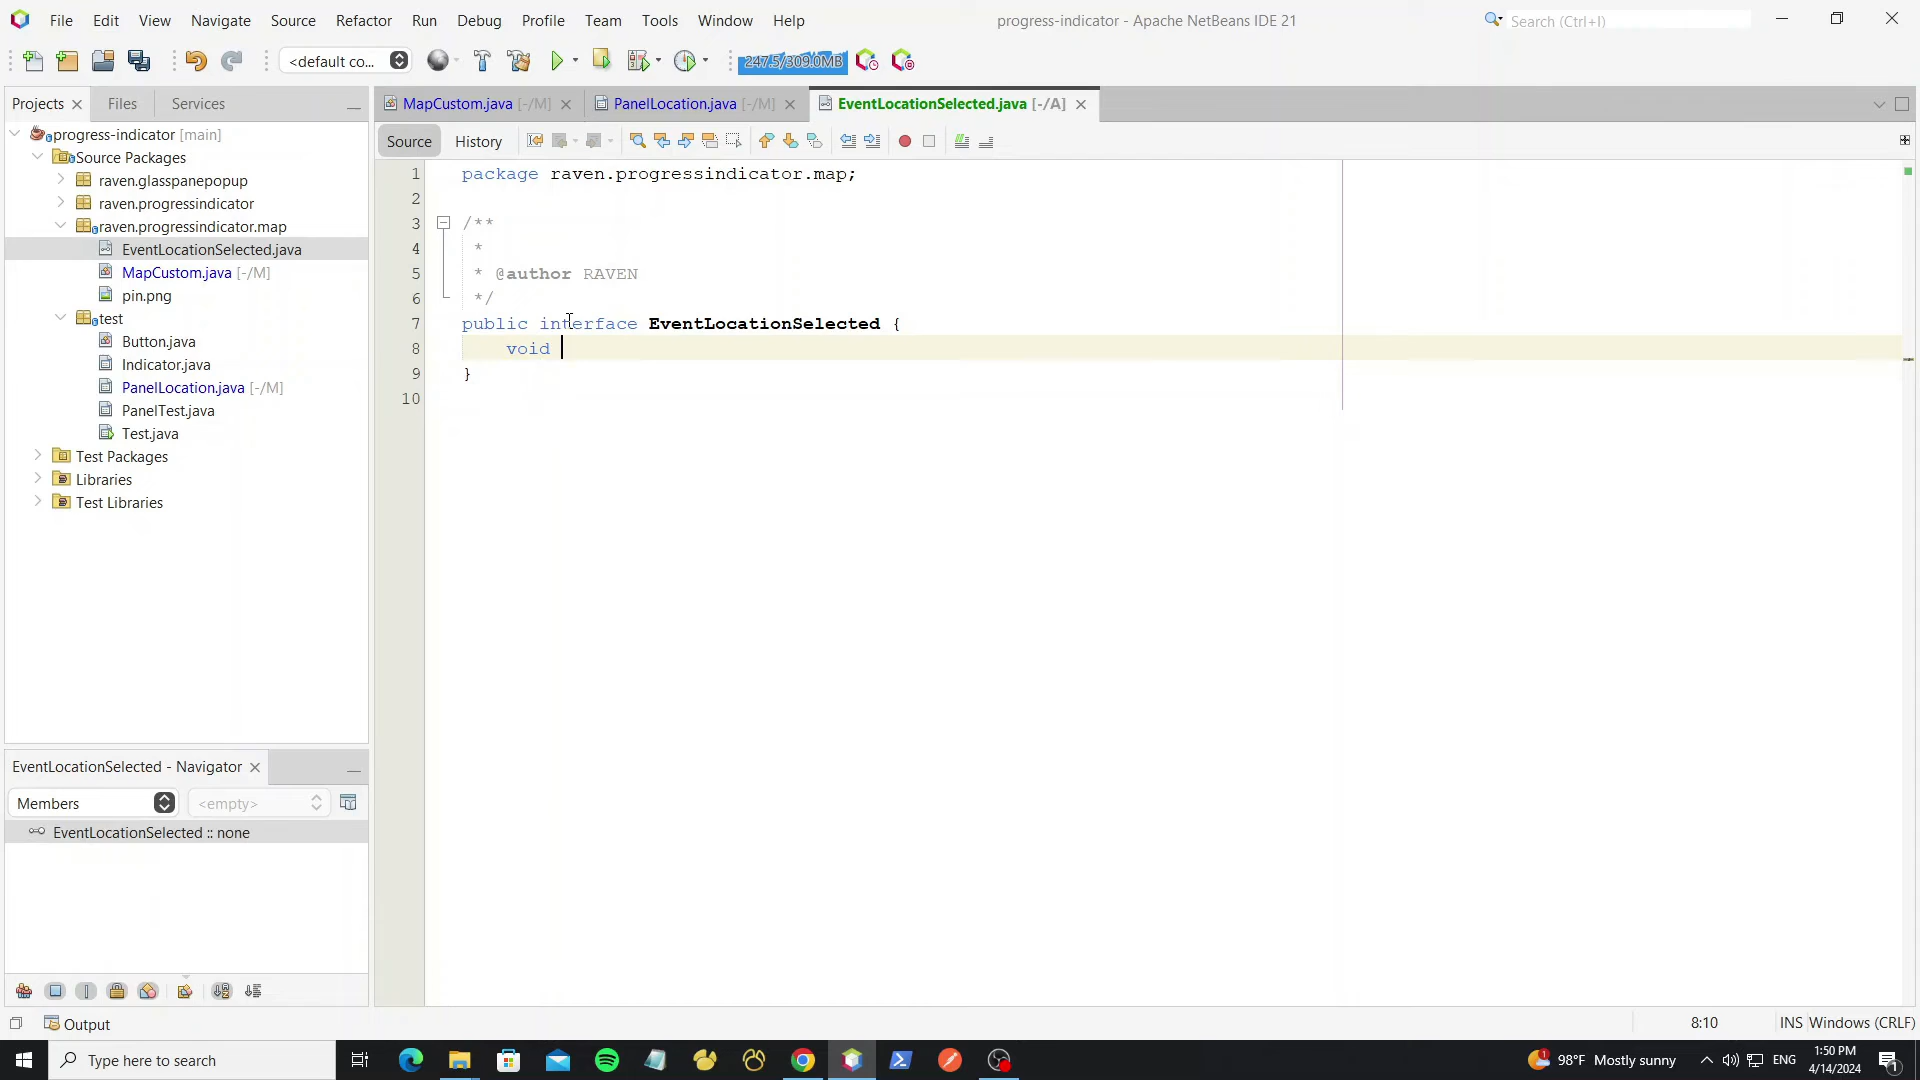 File Edit View Navigate Source Refactor Run Debug Profile Team Tools Window Help progress-indicator - Apache NetBeans IDE 21 Search (Ctrl+I)
<default co... 247.5/309.0MB
Projects Files Services MapCustom.java [-/M] PanelLocation.java [-/M] EventLocationSelected.java [-/A]
progress-indicator [main]
Source Packages
raven.glasspanepopup
raven.progressindicator
raven.progressindicator.map
EventLocationSelected.java
MapCustom.java [-/M]
pin.png
test
Button.java
Indicator.java
PanelLocation.java [-/M]
PanelTest.java
Test.java
Test Packages
Libraries
Test Libraries
Source History
1 package raven.progressindicator.map;
2
3 /**
4 *
5 * @author RAVEN
6 */
7 public interface EventLocationSelected {
8 void
9 }
10
EventLocationSelected - Navigator
Members <empty>
EventLocationSelected :: none
Output 8:10 INS Windows (CRLF)
Type here to search 98°F Mostly sunny ENG 1:50 PM
4/14/2024
1